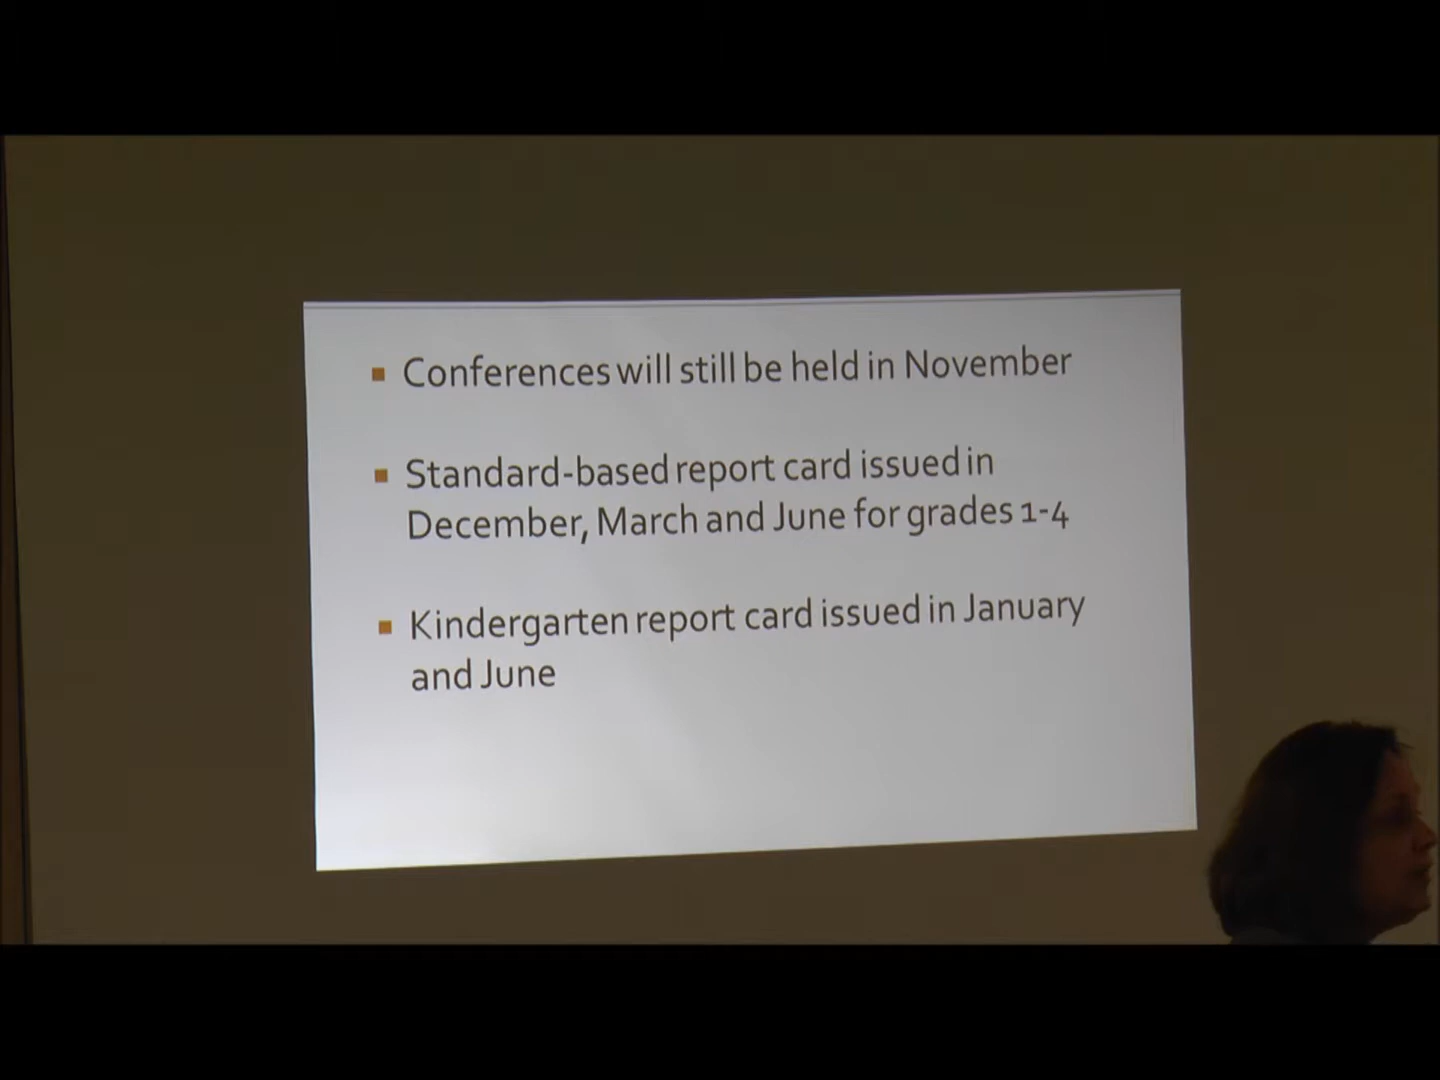 Conferences will still be held in November
Standard-based report card issued in
December, March and June for grades 1-4
Kindergarten report card issued in January
and June